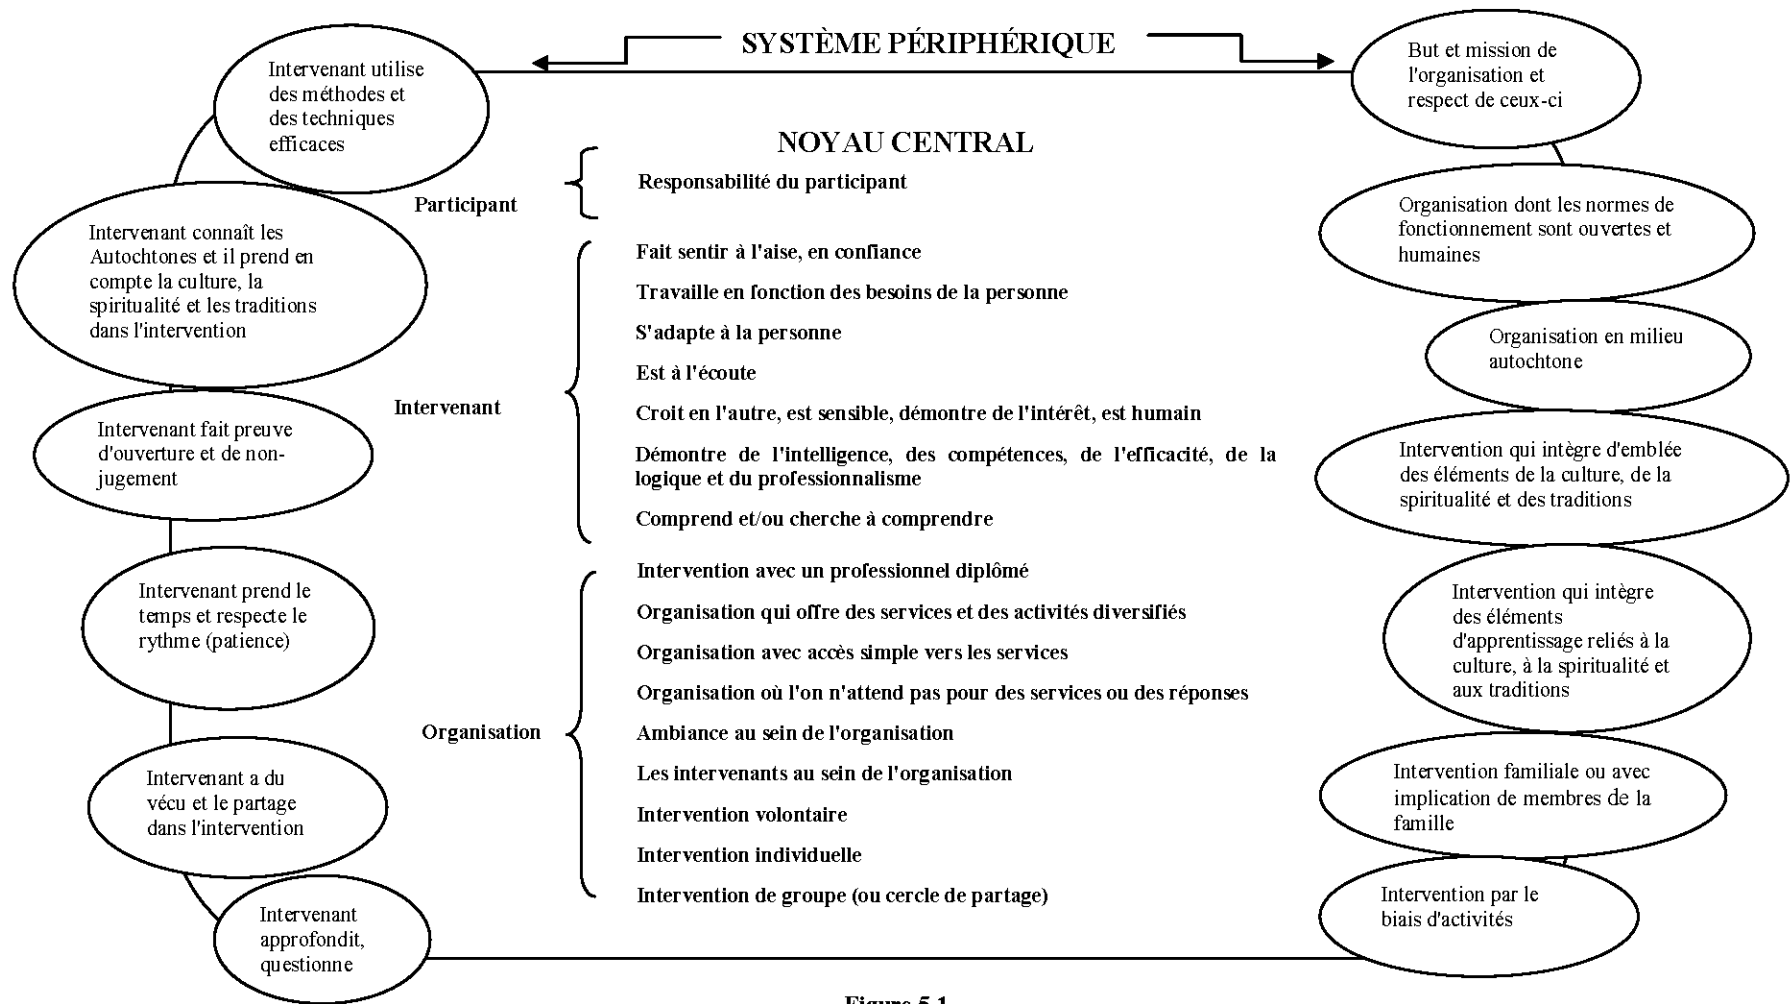 SYSTÈME PÉRIPHÉRIQUE
Intervenant utilise
des méthodes et
des techniques
efficaces
Intervenant connaît les
Autochtones et il prend en
compte la culture, la
spiritualité et les traditions
dans l'intervention
Intervenant fait preuve
d'ouverture et de non-
jugement
Intervenant prend le
temps et respecte le
rythme (patience)
Intervenant a du
vécu et le partage
dans l'intervention
Intervenant
approfondit,
questionne
NOYAU CENTRAL
Participant
Responsabilité du participant
Intervenant
Fait sentir à l'aise, en confiance
Travaille en fonction des besoins de la personne
S'adapte à la personne
Est à l'écoute
Croit en l'autre, est sensible, démontre de l'intérêt, est humain
Démontre de l'intelligence, des compétences, de l'efficacité, de la
logique et du professionnalisme
Comprend et/ou cherche à comprendre
Organisation
Intervention avec un professionnel diplômé
Organisation qui offre des services et des activités diversifiés
Organisation avec accès simple vers les services
Organisation où l'on n'attend pas pour des services ou des réponses
Ambiance au sein de l'organisation
Les intervenants au sein de l'organisation
Intervention volontaire
Intervention individuelle
Intervention de groupe (ou cercle de partage)
But et mission de
l'organisation et
respect de ceux-ci
Organisation dont les normes de
fonctionnement sont ouvertes et
humaines
Organisation en milieu
autochtone
Intervention qui intègre d'emblée
des éléments de la culture, de la
spiritualité et des traditions
Intervention qui intègre
des éléments
d'apprentissage reliés à la
culture, à la spiritualité et
aux traditions
Intervention familiale ou avec
implication de membres de la
famille
Intervention par le
biais d'activités
Figure 5.1